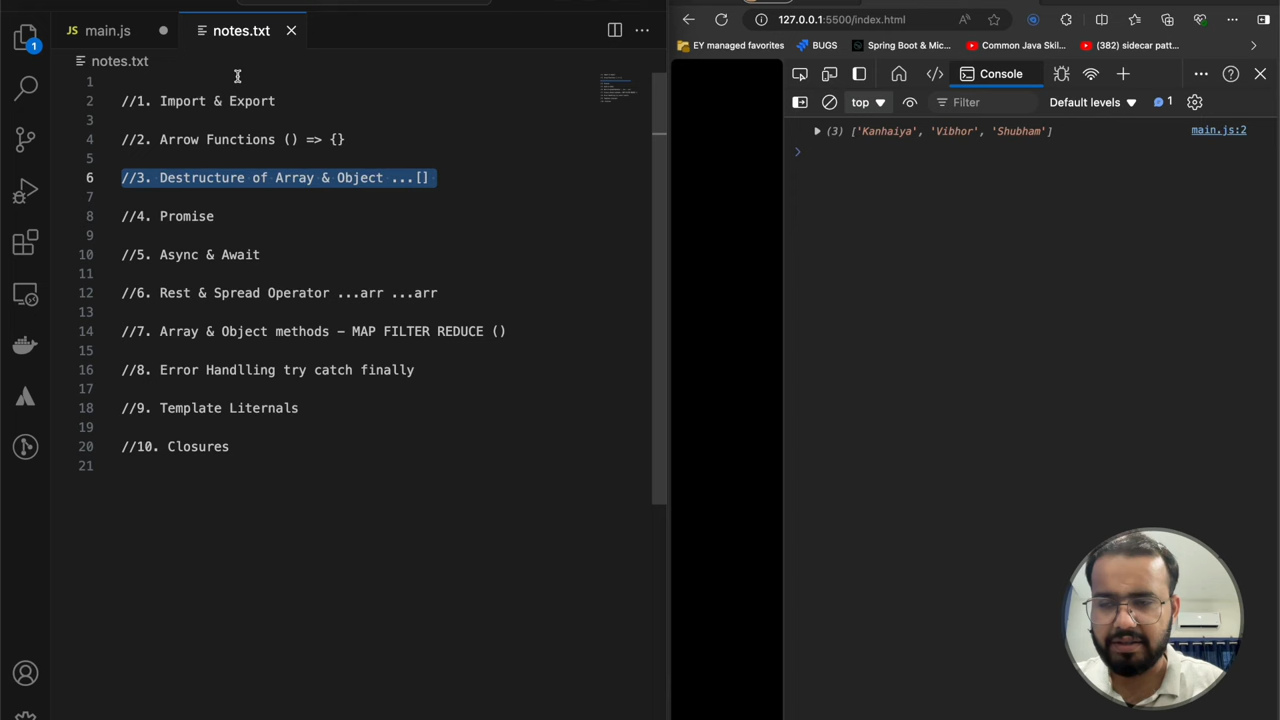 JS main.js
notes.txt
notes.txt
1
2 //1. Import & Export
3
4 //2. Arrow Functions () => {}
5
6 //3. Destructure of Array & Object ...[]
7
8 //4. Promise
9
10 //5. Async & Await
11
12 //6. Rest & Spread Operator ...arr ...arr
13
14 //7. Array & Object methods - MAP FILTER REDUCE ()
15
16 //8. Error Handlling try catch finally
17
18 //9. Template Liternals
19
20 //10. Closures
21
1
127.0.0.1:5500/index.html
EY managed favorites
BUGS
Spring Boot & Mic...
Common Java Skil...
(382) sidecar patt...
Console
top
Filter
Default levels
1
(3) ['Kanhaiya', 'Vibhor', 'Shubham']
main.js:2